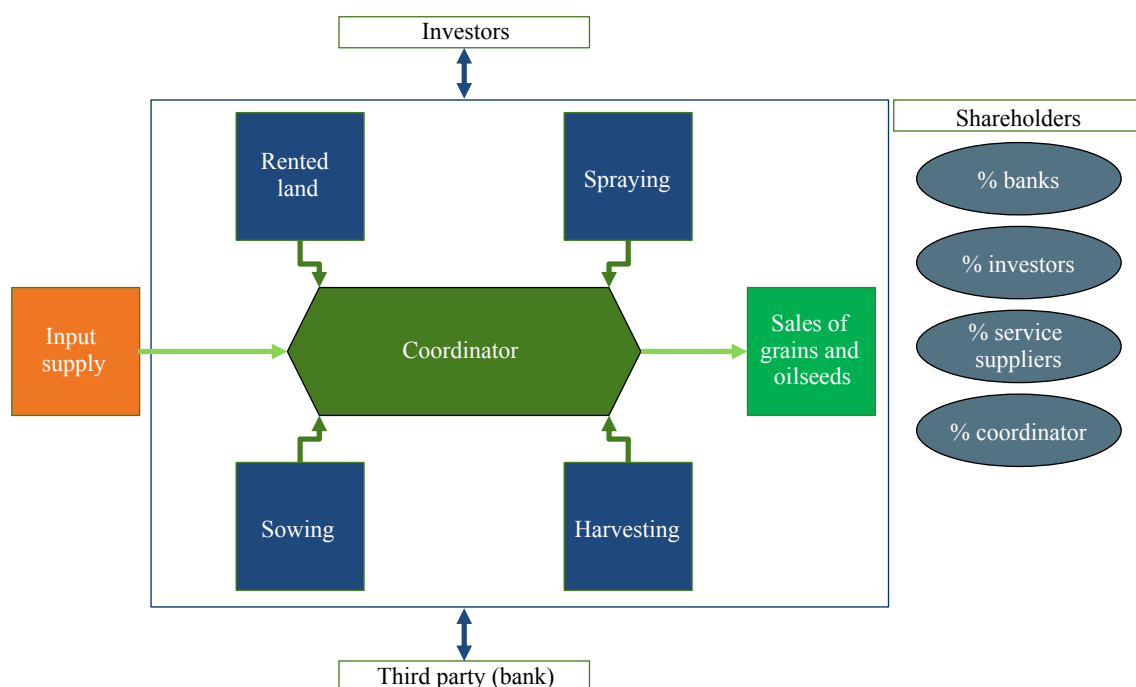 Investors
Shareholders
Rented
land
Spraying
% banks
% investors
Input
supply
Coordinator
Sales of
grains and
oilseeds
% service
suppliers
% coordinator
Sowing
Harvesting
Third party (bank)